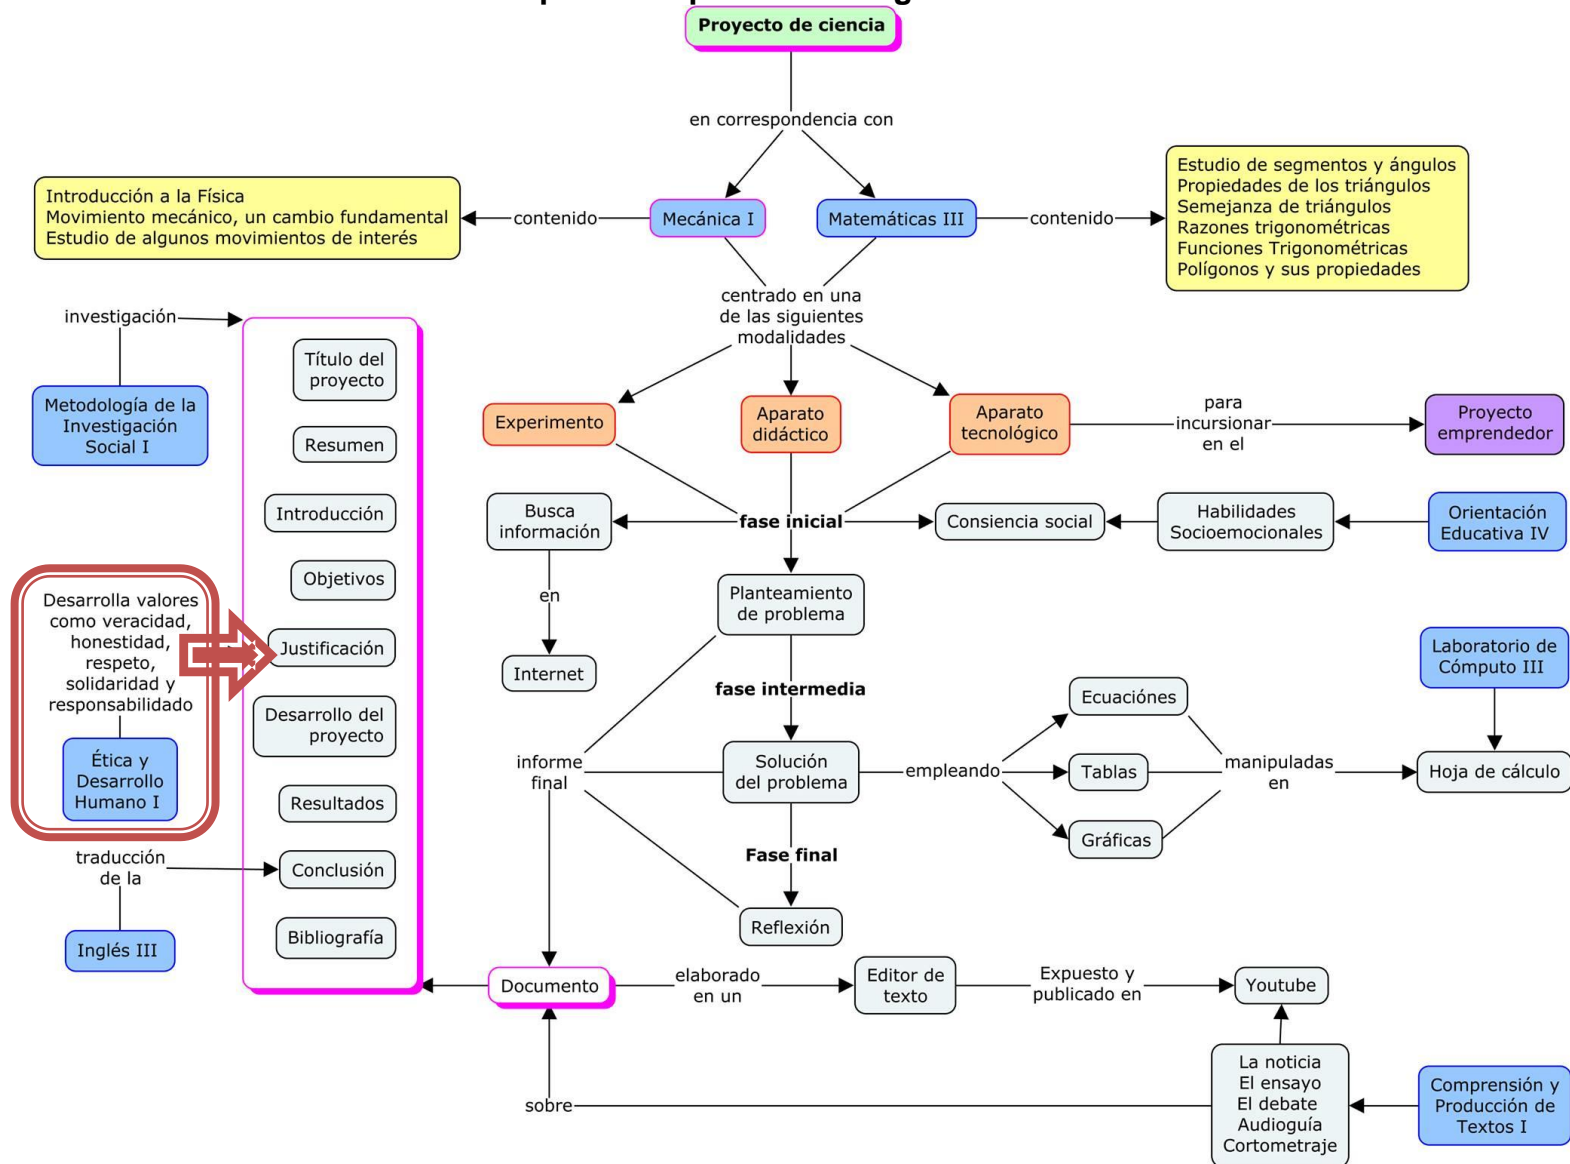 Proyecto de ciencia
en correspondencia con
Introducción a la Física
Movimiento mecánico, un cambio fundamental
Estudio de algunos movimientos de interés
contenido
Mecánica I
Matemáticas III
contenido
Estudio de segmentos y ángulos
Propiedades de los triángulos
Semejanza de triángulos
Razones trigonométricas
Funciones Trigonométricas
Polígonos y sus propiedades
centrado en una
de las siguientes
modalidades
investigación
Metodología de la
Investigación
Social I
Título del
proyecto
Resumen
Introducción
Objetivos
Justificación
Desarrollo del
proyecto
Resultados
Conclusión
Bibliografía
Desarrolla valores
como veracidad,
honestidad,
respeto,
solidaridad y
responsabilidado
Ética y
Desarrollo
Humano I
traducción
de la
Inglés III
Experimento
Aparato
didáctico
Aparato
tecnológico
para
incursionar
en el
Proyecto
emprendedor
Busca
información
fase inicial
Consiencia social
Habilidades
Socioemocionales
Orientación
Educativa IV
en
Internet
Planteamiento
de problema
fase intermedia
informe
final
Solución
del problema
empleando
Ecuaciónes
Tablas
Gráficas
manipuladas
en
Laboratorio de
Cómputo III
Hoja de cálculo
Fase final
Reflexión
Documento
elaborado
en un
Editor de
texto
Expuesto y
publicado en
Youtube
sobre
La noticia
El ensayo
El debate
Audioguía
Cortometraje
Comprensión y
Producción de
Textos I